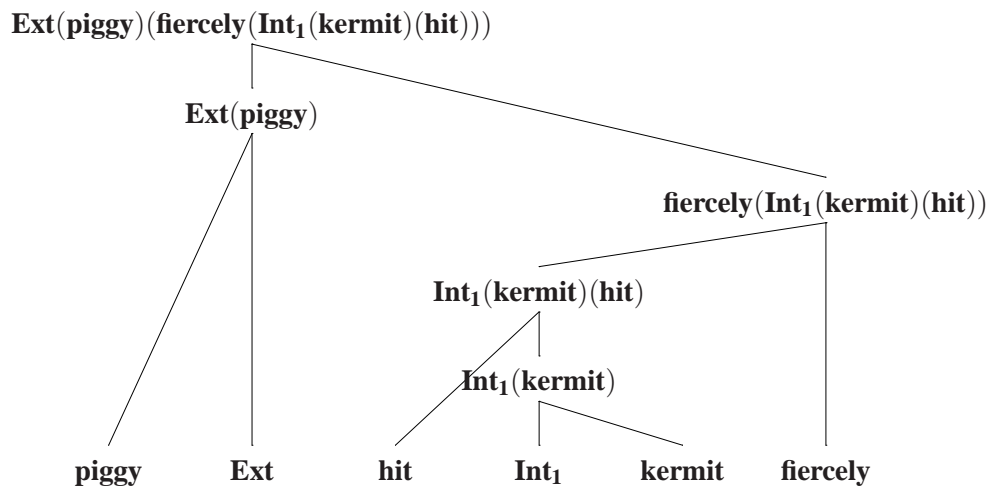 Ext(piggy)(fiercely(Int₁(kermit)(hit)))
Ext(piggy)
fiercely(Int₁(kermit)(hit))
Int₁(kermit)(hit)
Int₁(kermit)
piggy Ext hit Int₁ kermit fiercely